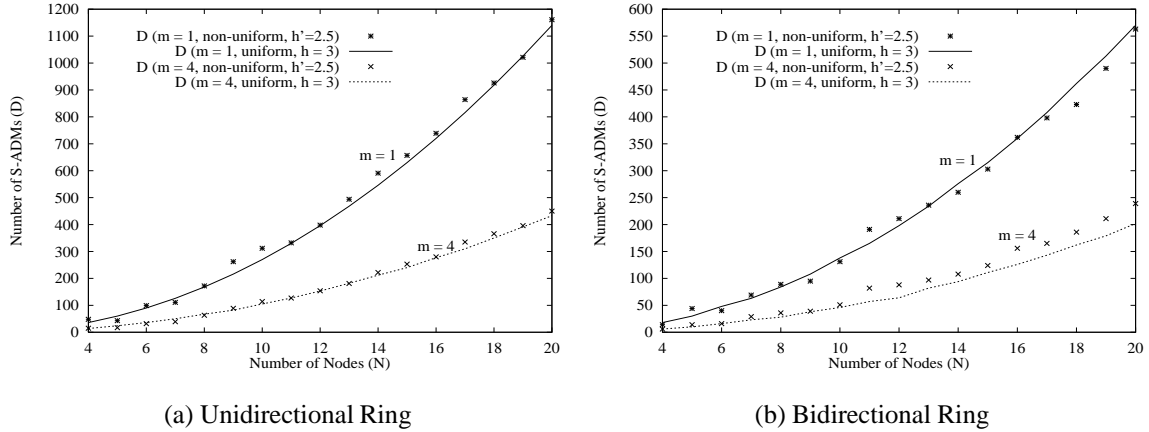 Number of S-ADMs (D)
1200
1100
1000
900
800
700
600
500
400
300
200
100
0
D (m = 1, non-uniform, h'=2.5)
D (m = 1, uniform, h = 3)
D (m = 4, non-uniform, h'=2.5)
D (m = 4, uniform, h = 3)
m = 1
m = 4
4 6 8 10 12 14 16 18 20
Number of Nodes (N)
(a) Unidirectional Ring
Number of S-ADMs (D)
600
550
500
450
400
350
300
250
200
150
100
50
0
D (m = 1, non-uniform, h'=2.5)
D (m = 1, uniform, h = 3)
D (m = 4, non-uniform, h'=2.5)
D (m = 4, uniform, h = 3)
m = 1
m = 4
4 6 8 10 12 14 16 18 20
Number of Nodes (N)
(b) Bidirectional Ring